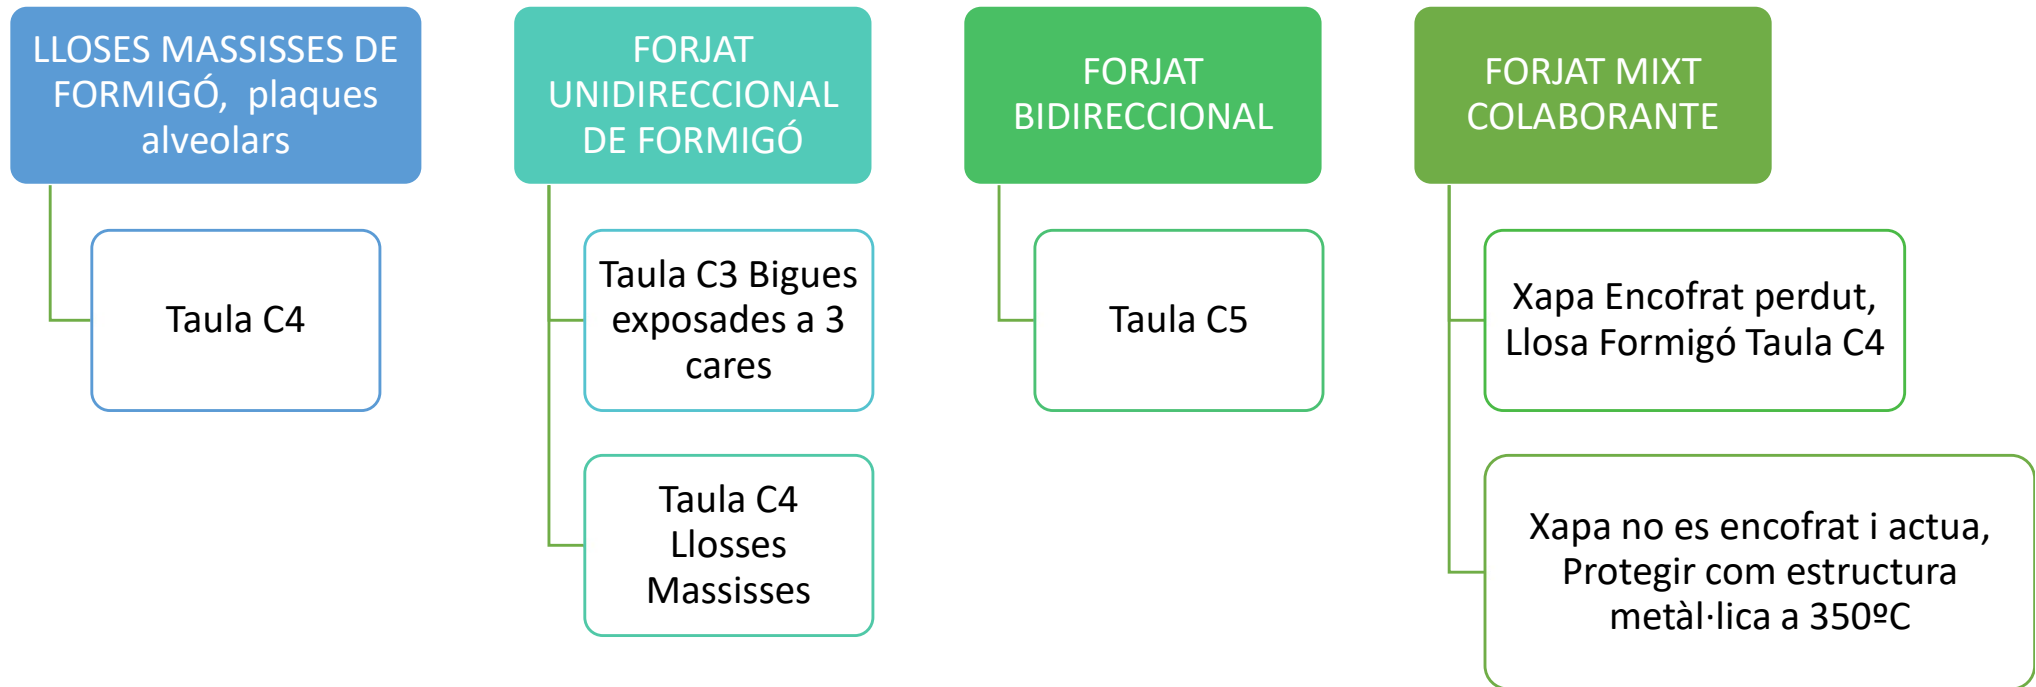 LLOSES MASSISSES DE
FORMIGÓ, plaques
alveolars
Taula C4
FORJAT
UNIDIRECCIONAL
DE FORMIGÓ
Taula C3 Bigues
exposades a 3
cares
Taula C4
Llosses
Massisses
FORJAT
BIDIRECCIONAL
Taula C5
FORJAT MIXT
COLABORANTE
Xapa Encofrat perdut,
Llosa Formigó Taula C4
Xapa no es encofrat i actua,
Protegir com estructura
metàl·lica a 350ºC